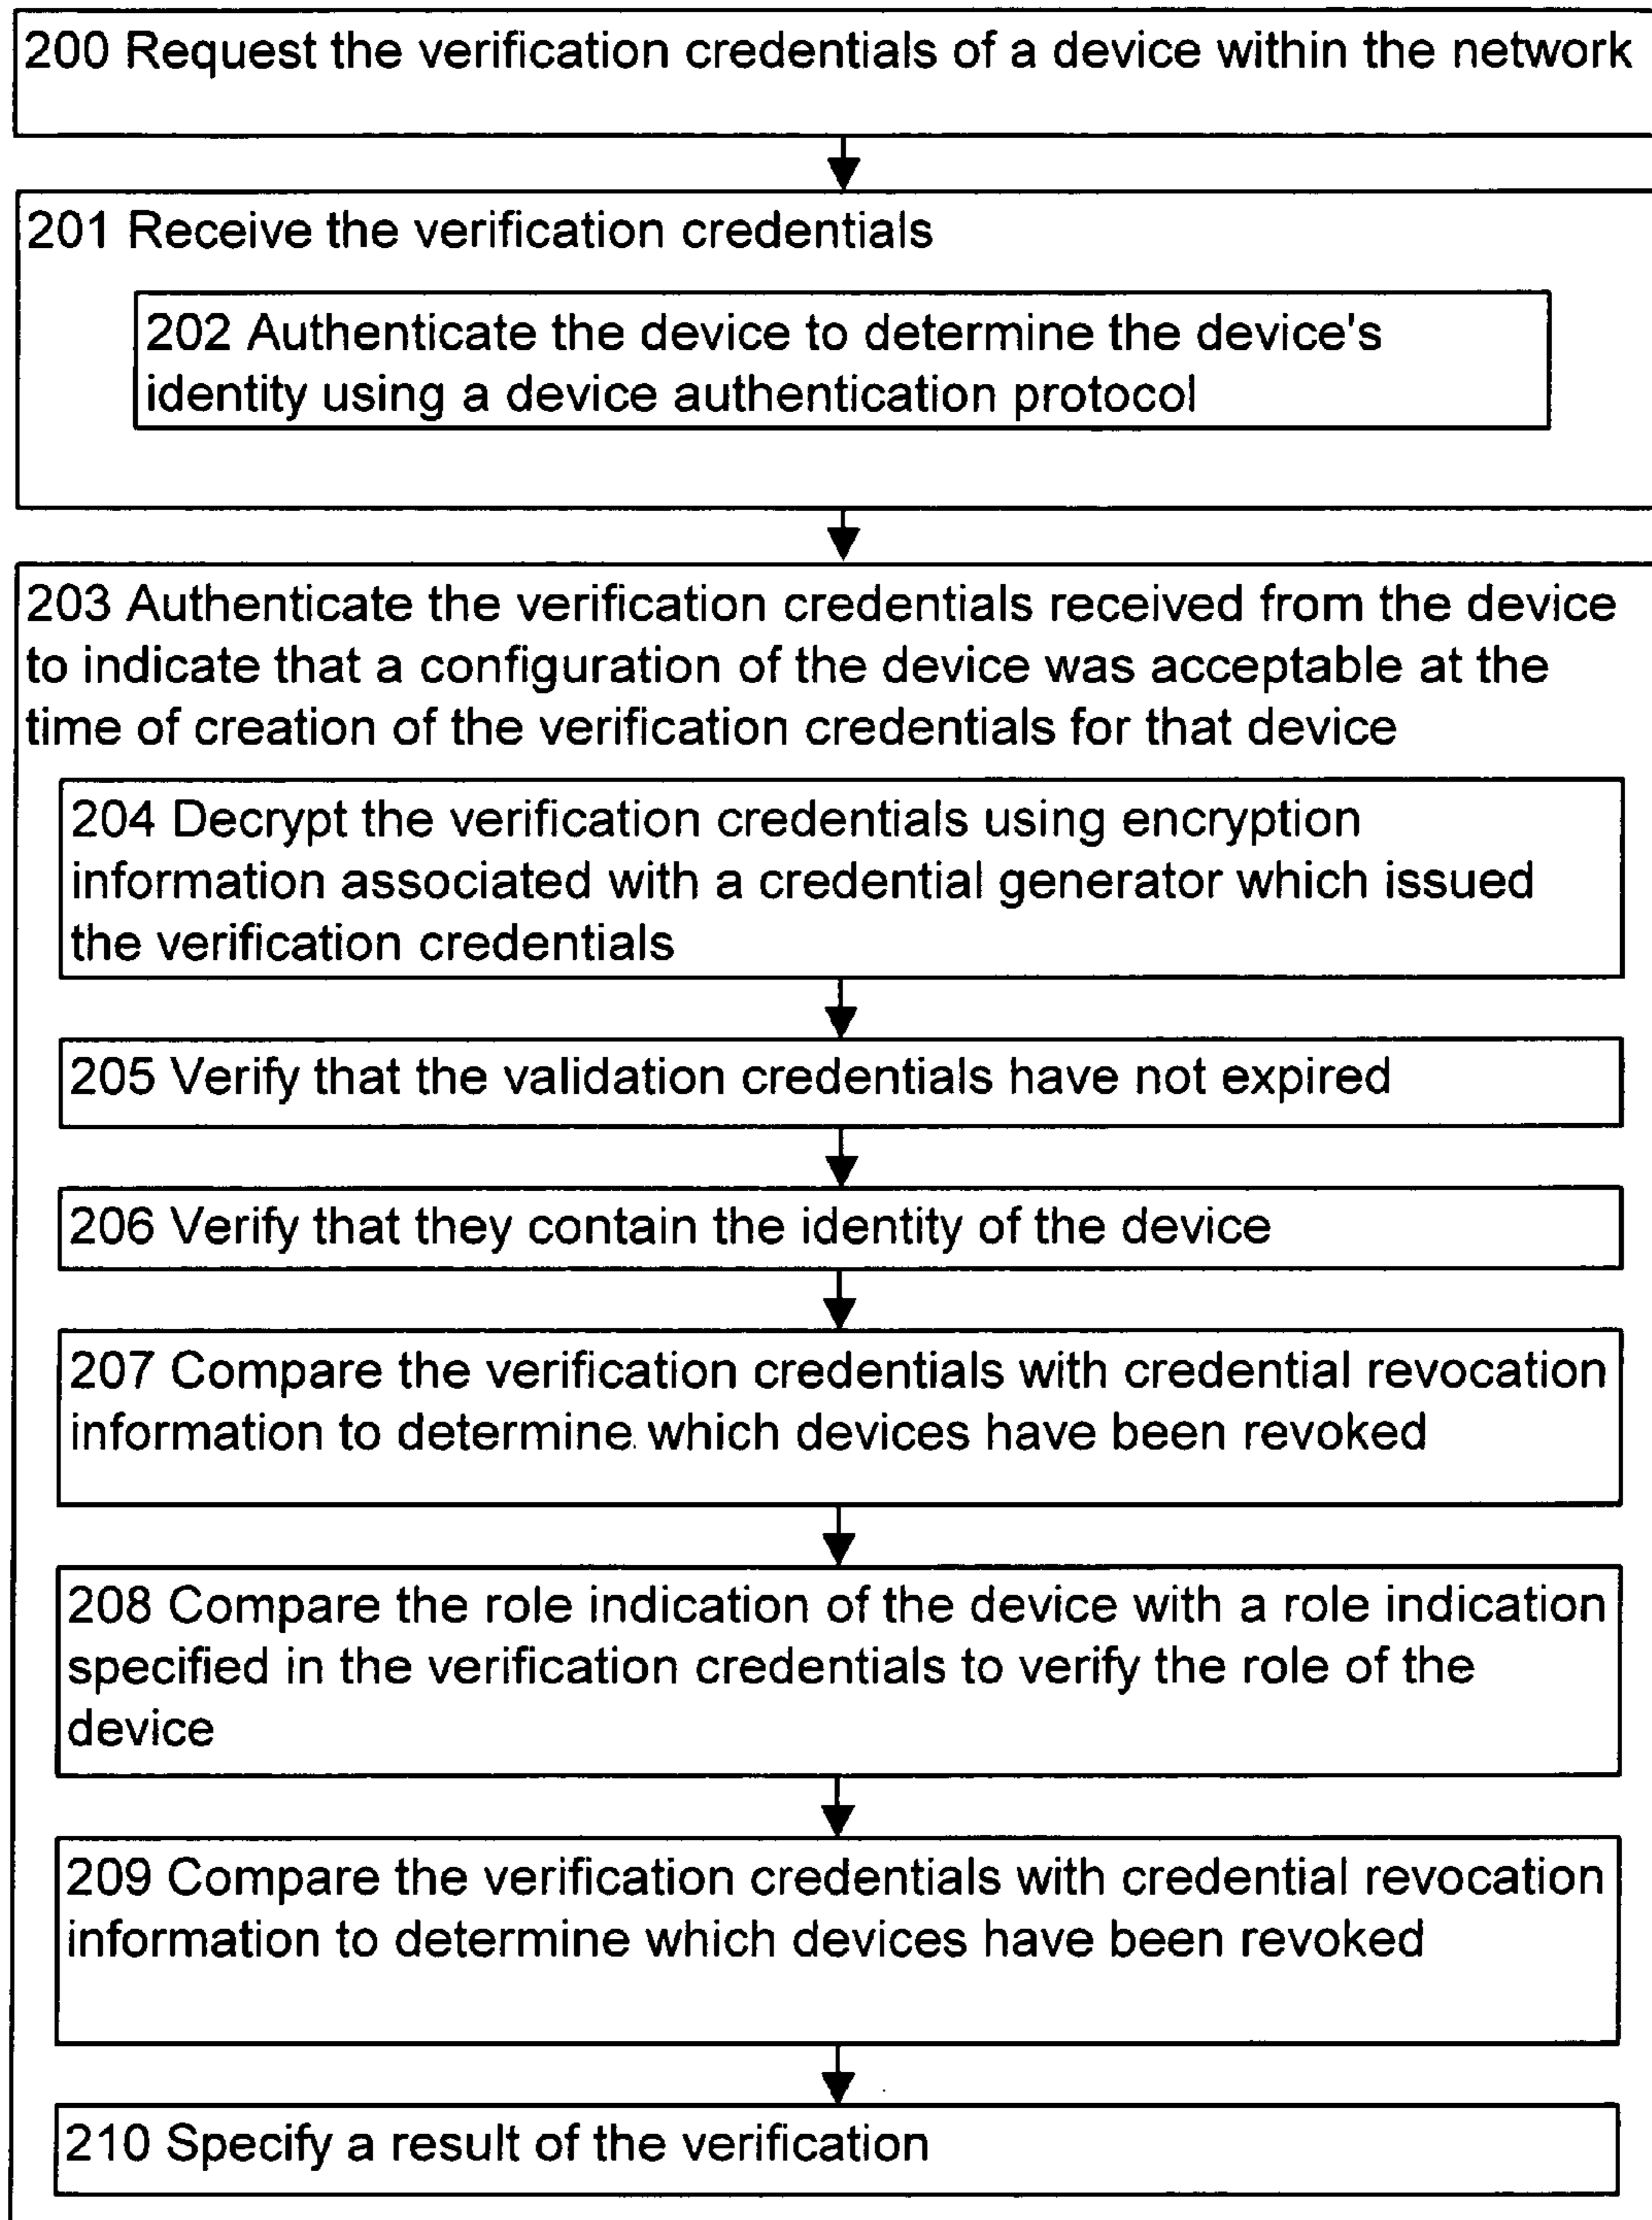 200 Request the verification credentials of a device within the network
201 Receive the verification credentials
202 Authenticate the device to determine the device's
identity using a device authentication protocol
203 Authenticate the verification credentials received from the device
to indicate that a configuration of the device was acceptable at the
time of creation of the verification credentials for that device
204 Decrypt the verification credentials using encryption
information associated with a credential generator which issued
the verification credentials
205 Verify that the validation credentials have not expired
206 Verify that they contain the identity of the device
207 Compare the verification credentials with credential revocation
information to determine which devices have been revoked
208 Compare the role indication of the device with a role indication
specified in the verification credentials to verify the role of the
device
209 Compare the verification credentials with credential revocation
information to determine which devices have been revoked
210 Specify a result of the verification